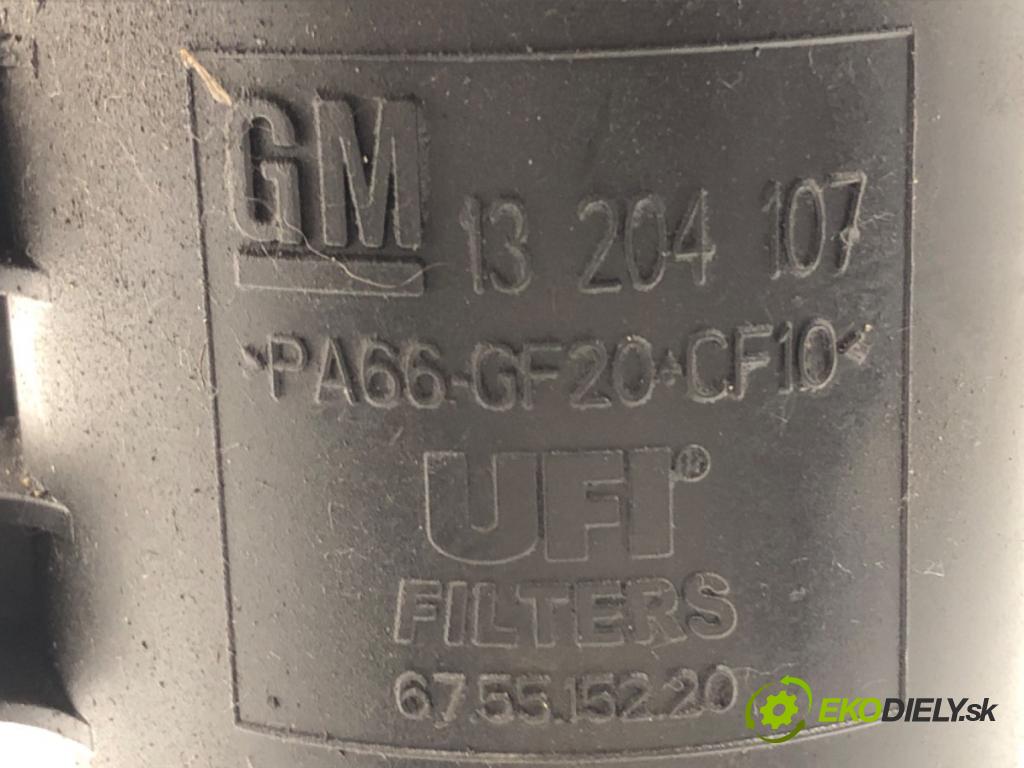 GM 13 204 107
>PA66-GF20+CF10<
UFI®
FILTERS
67.55.152.20
EKODIELY.sk